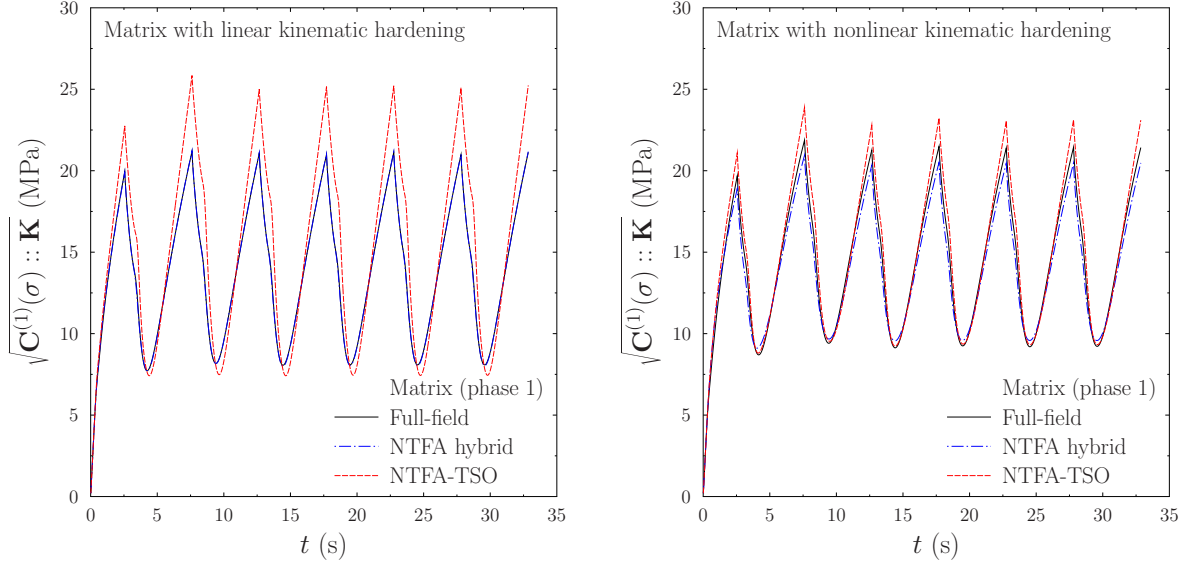 Matrix with linear kinematic hardening
30
25
20
15
10
5
0
√C⁽¹⁾(σ) :: K (MPa)
Matrix (phase 1)
Full-field
NTFA hybrid
NTFA-TSO
0 5 10 15 20 25 30 35
t (s)
Matrix with nonlinear kinematic hardening
30
25
20
15
10
5
0
√C⁽¹⁾(σ) :: K (MPa)
Matrix (phase 1)
Full-field
NTFA hybrid
NTFA-TSO
0 5 10 15 20 25 30 35
t (s)